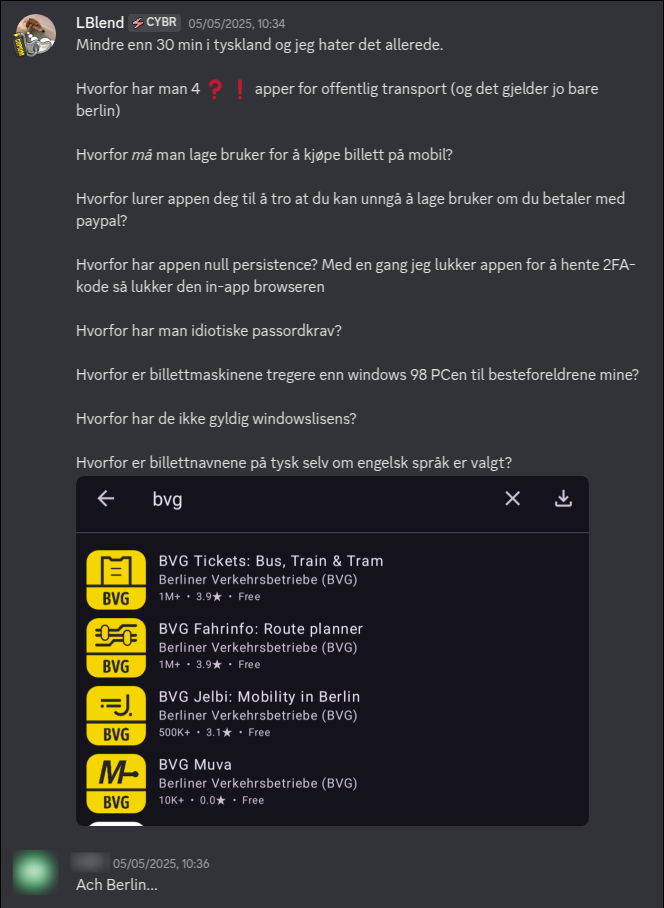 LBlend CYBR 05/05/2025, 10:34
Mindre enn 30 min i tyskland og jeg hater det allerede.
Hvorfor har man 4 ❓❗ apper for offentlig transport (og det gjelder jo bare
berlin)
Hvorfor må man lage bruker for å kjøpe billett på mobil?
Hvorfor lurer appen deg til å tro at du kan unngå å lage bruker om du betaler med
paypal?
Hvorfor har appen null persistence? Med en gang jeg lukker appen for å hente 2FA-
kode så lukker den in-app browseren
Hvorfor har man idiotiske passordkrav?
Hvorfor er billettmaskinene tregere enn windows 98 PCen til besteforeldrene mine?
Hvorfor har de ikke gyldig windowslisens?
Hvorfor er billettnavnene på tysk selv om engelsk språk er valgt?
bvg
BVG
BVG Tickets: Bus, Train & Tram
Berliner Verkehrsbetriebe (BVG)
1M+ • 3.9★ • Free
BVG
BVG Fahrinfo: Route planner
Berliner Verkehrsbetriebe (BVG)
1M+ • 3.9★ • Free
BVG
BVG Jelbi: Mobility in Berlin
Berliner Verkehrsbetriebe (BVG)
500K+ • 3.1★ • Free
BVG
BVG Muva
Berliner Verkehrsbetriebe (BVG)
10K+ • 0.0★ • Free
05/05/2025, 10:36
Ach Berlin...